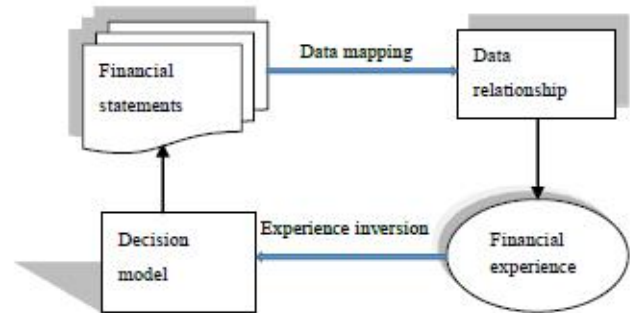 Financial
statements
Data mapping
Data
relationship
Experience inversion
Decision
model
Financial
experience